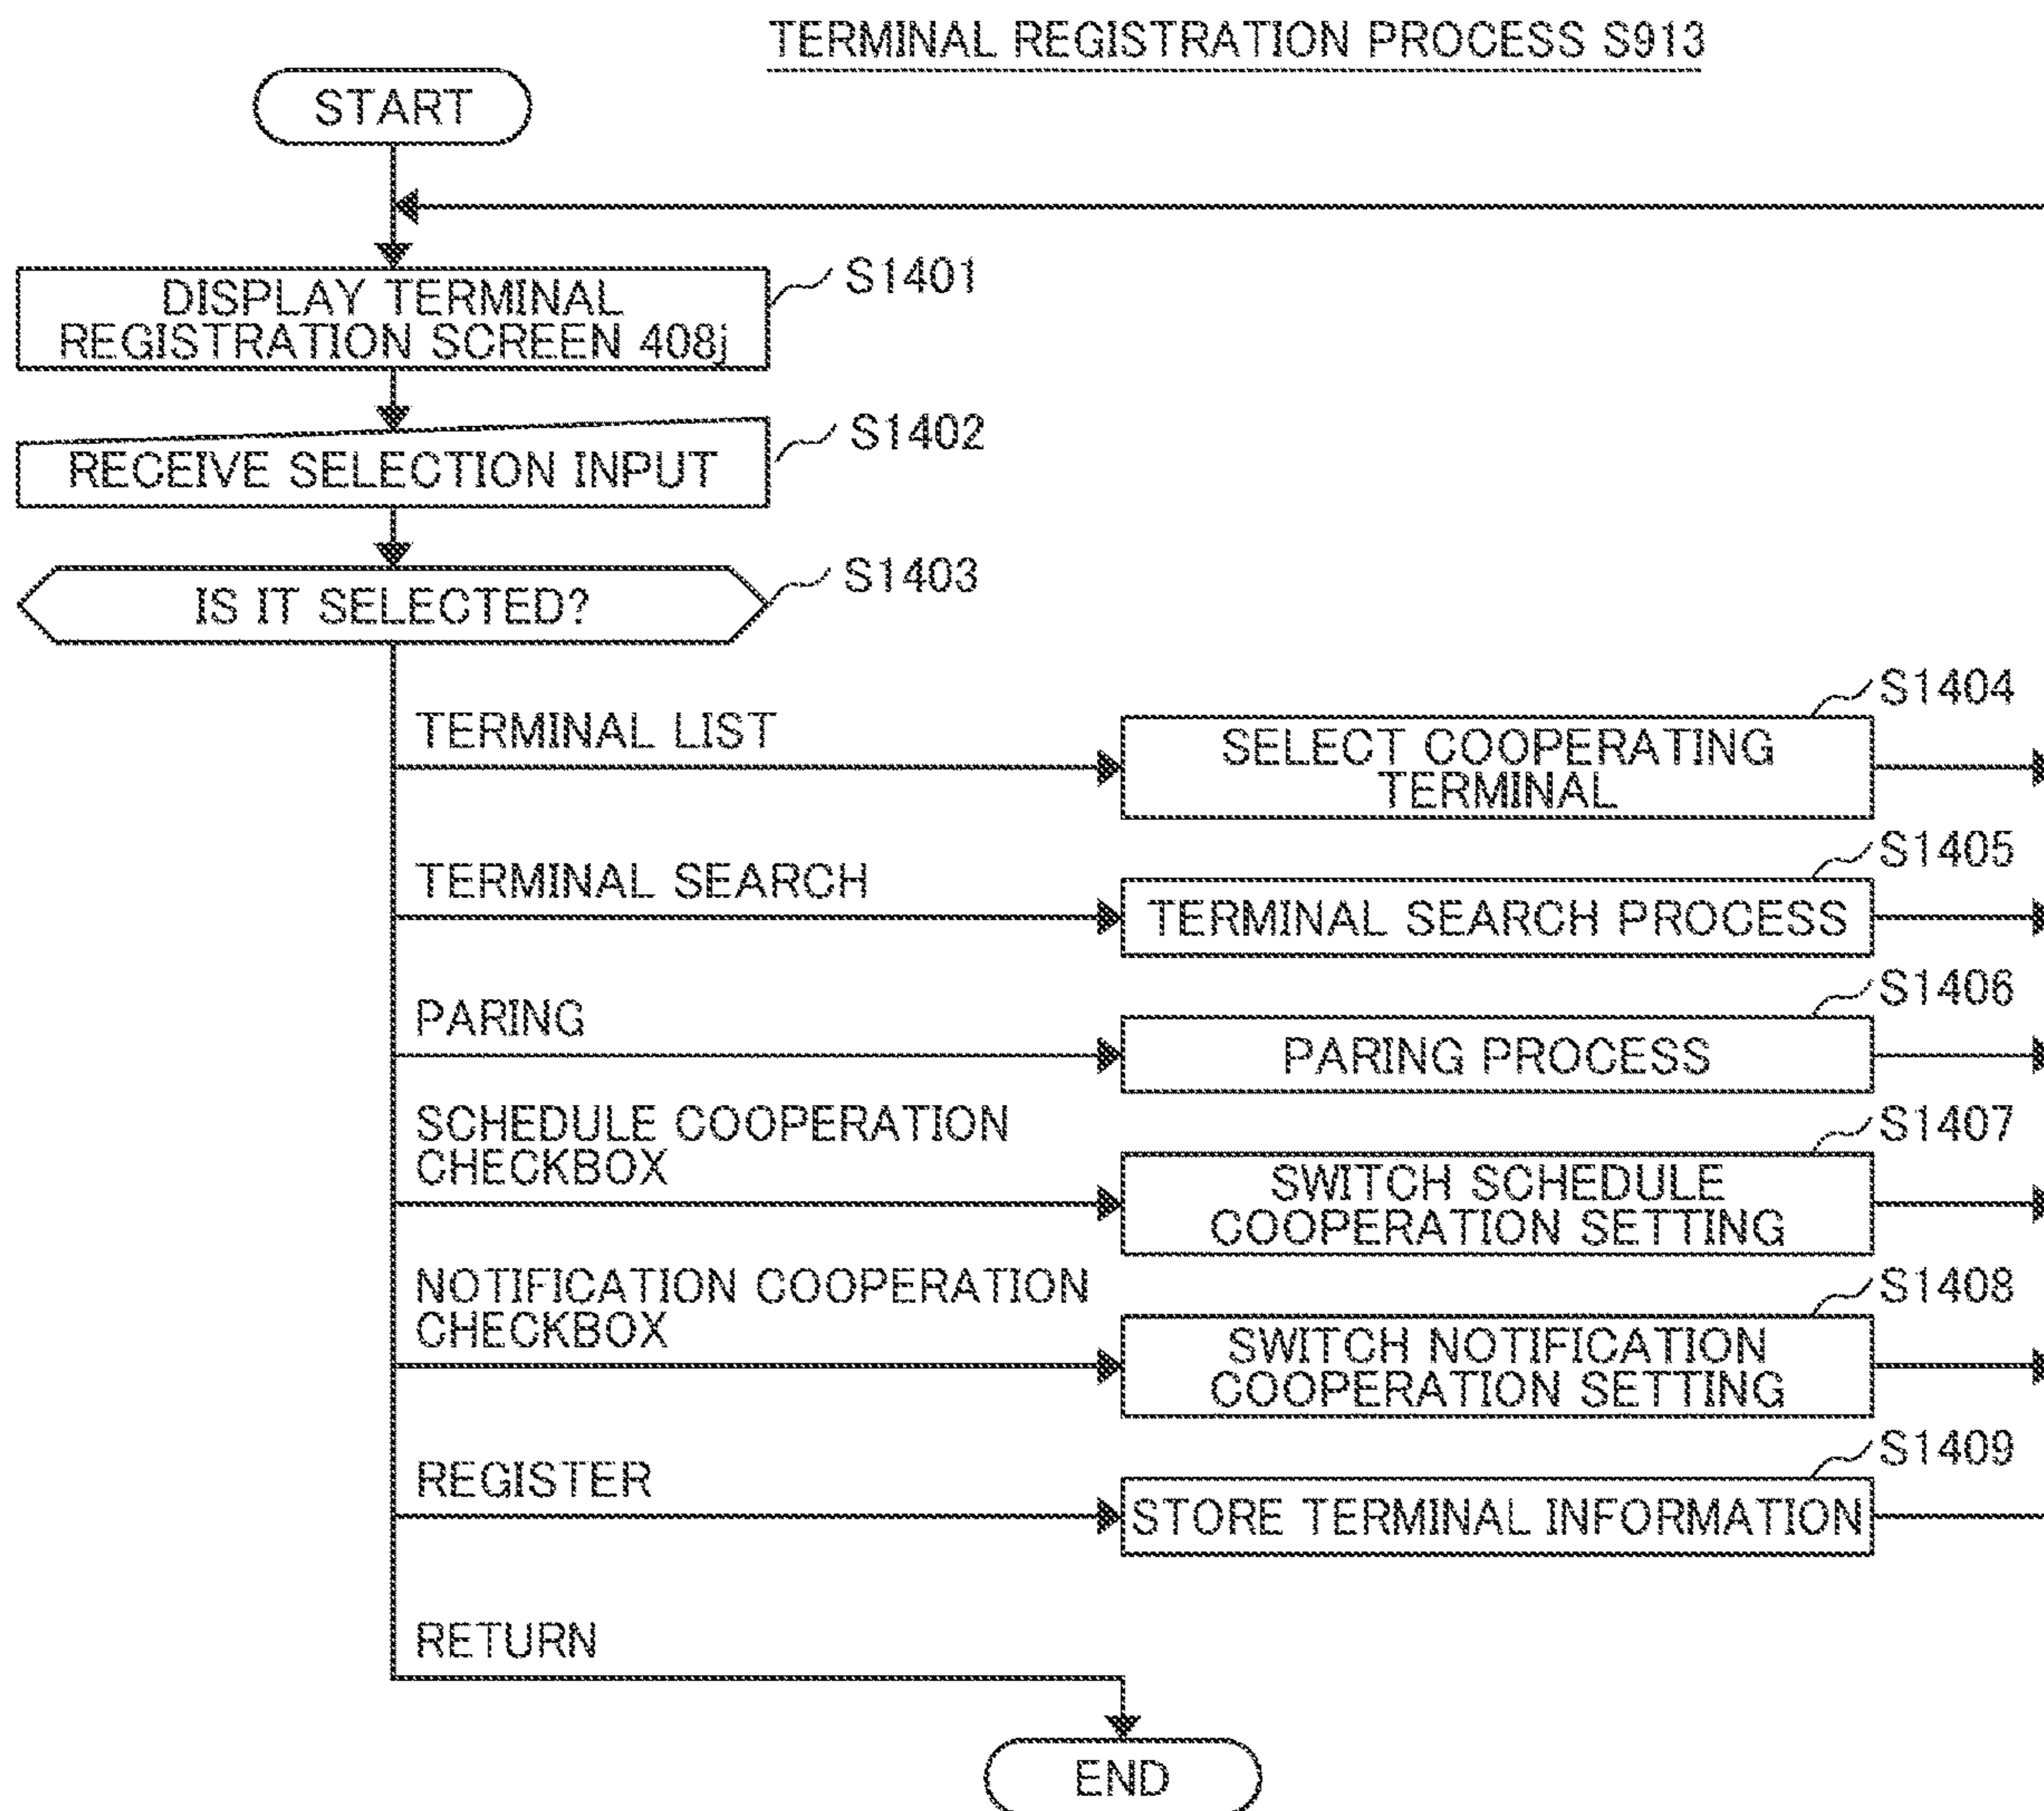 TERMINAL REGISTRATION PROCESS S913
START
DISPLAY TERMINAL
REGISTRATION SCREEN 408j
S1401
RECEIVE SELECTION INPUT
S1402
IS IT SELECTED?
S1403
TERMINAL LIST
SELECT COOPERATING
TERMINAL
S1404
TERMINAL SEARCH
TERMINAL SEARCH PROCESS
S1405
PARING
PARING PROCESS
S1406
SCHEDULE COOPERATION
CHECKBOX
SWITCH SCHEDULE
COOPERATION SETTING
S1407
NOTIFICATION COOPERATION
CHECKBOX
SWITCH NOTIFICATION
COOPERATION SETTING
S1408
REGISTER
STORE TERMINAL INFORMATION
S1409
RETURN
END